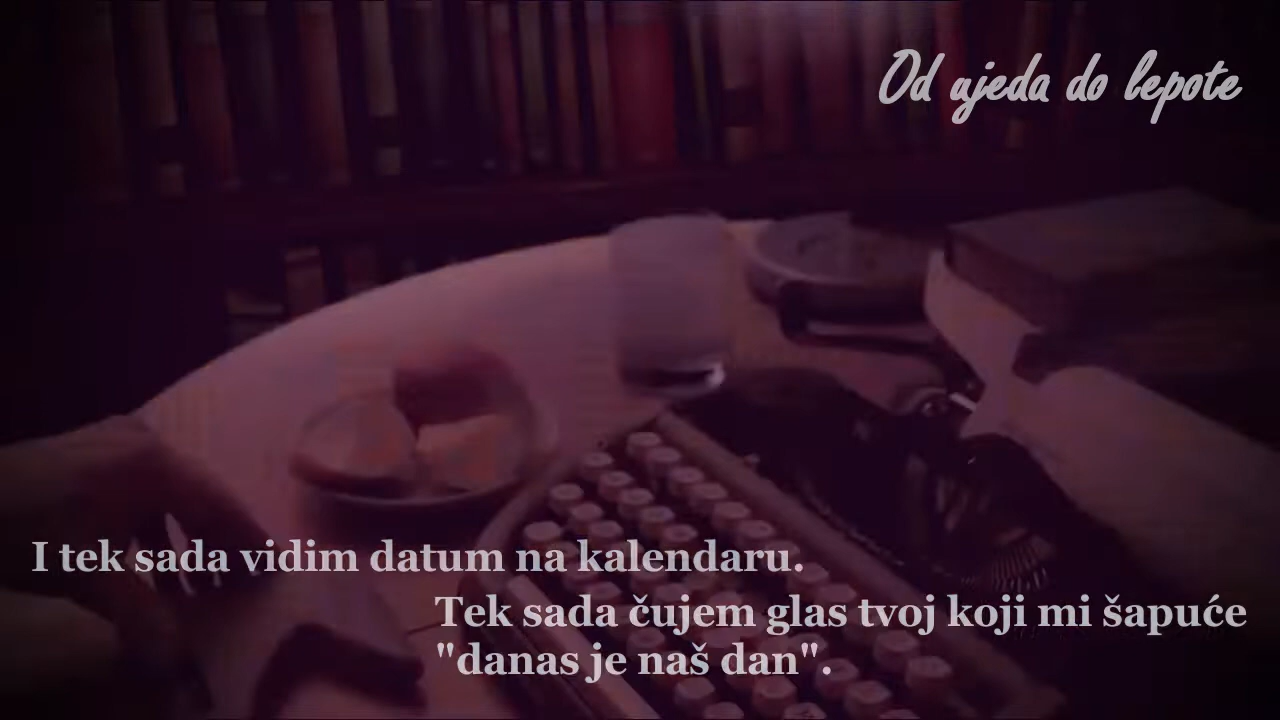 Od ujeda do lepote
I tek sada vidim datum na kalendaru.
Tek sada čujem glas tvoj koji mi šapuće
"danas je naš dan".